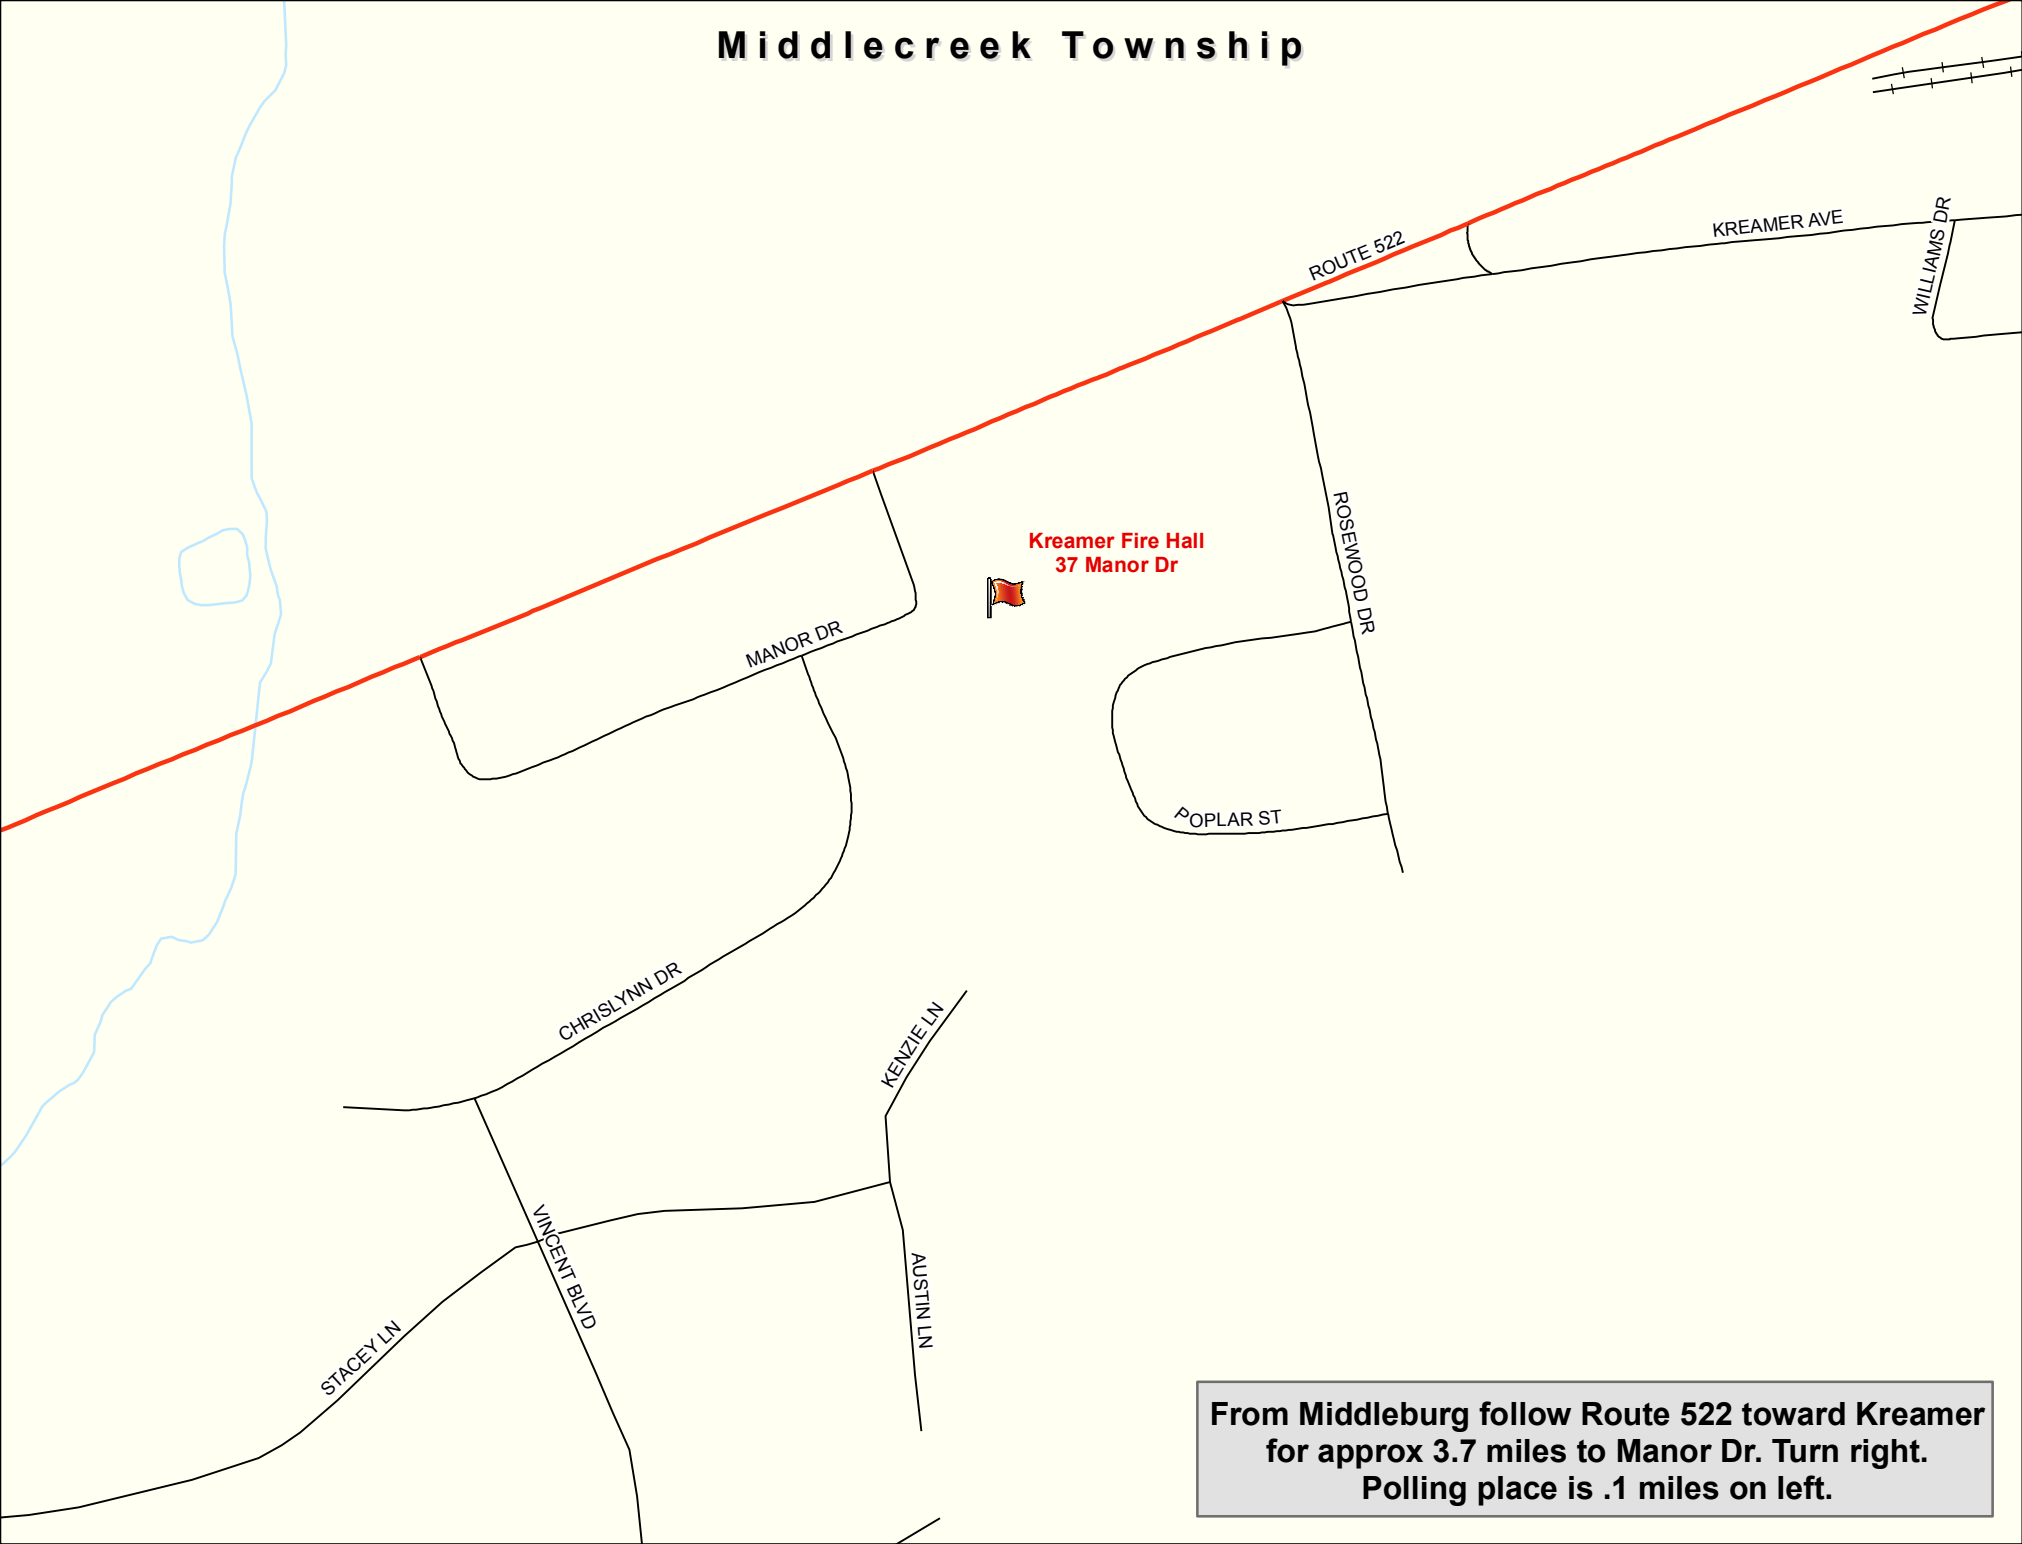 Middlecreek Township
ROUTE 522
KREAMER AVE
WILLIAMS DR
Kreamer Fire Hall
37 Manor Dr
ROSEWOOD DR
MANOR DR
POPLAR ST
CHRISLYNN DR
KENZIE LN
VINCENT BLVD
AUSTIN LN
STACEY LN
From Middleburg follow Route 522 toward Kreamer
for approx 3.7 miles to Manor Dr. Turn right.
Polling place is .1 miles on left.